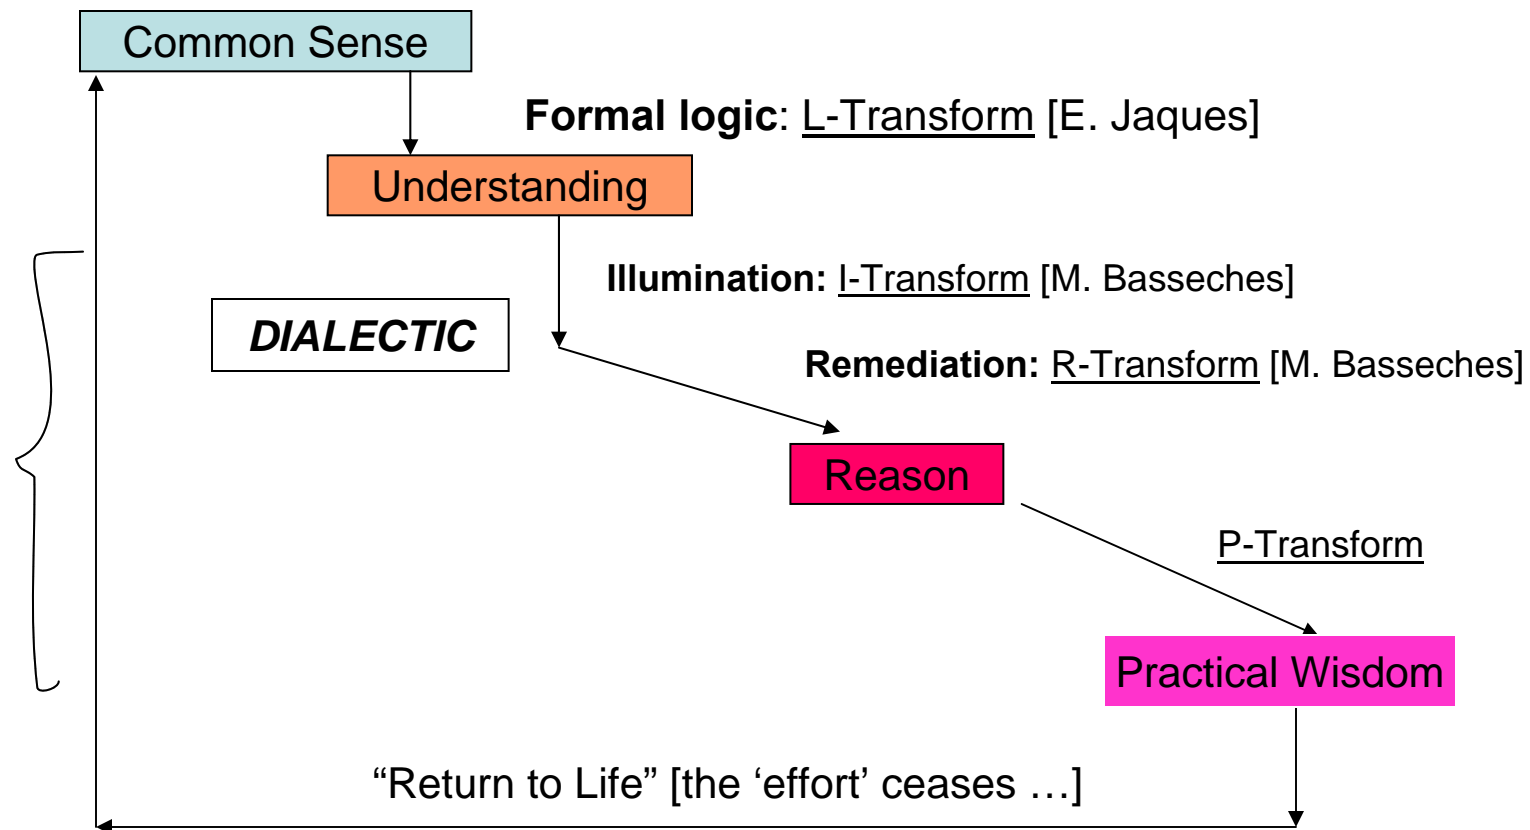 Common Sense
Formal logic: L-Transform [E. Jaques]
Understanding
Illumination: I-Transform [M. Basseches]
DIALECTIC
Remediation: R-Transform [M. Basseches]
Reason
P-Transform
Practical Wisdom
“Return to Life” [the ‘effort’ ceases …]